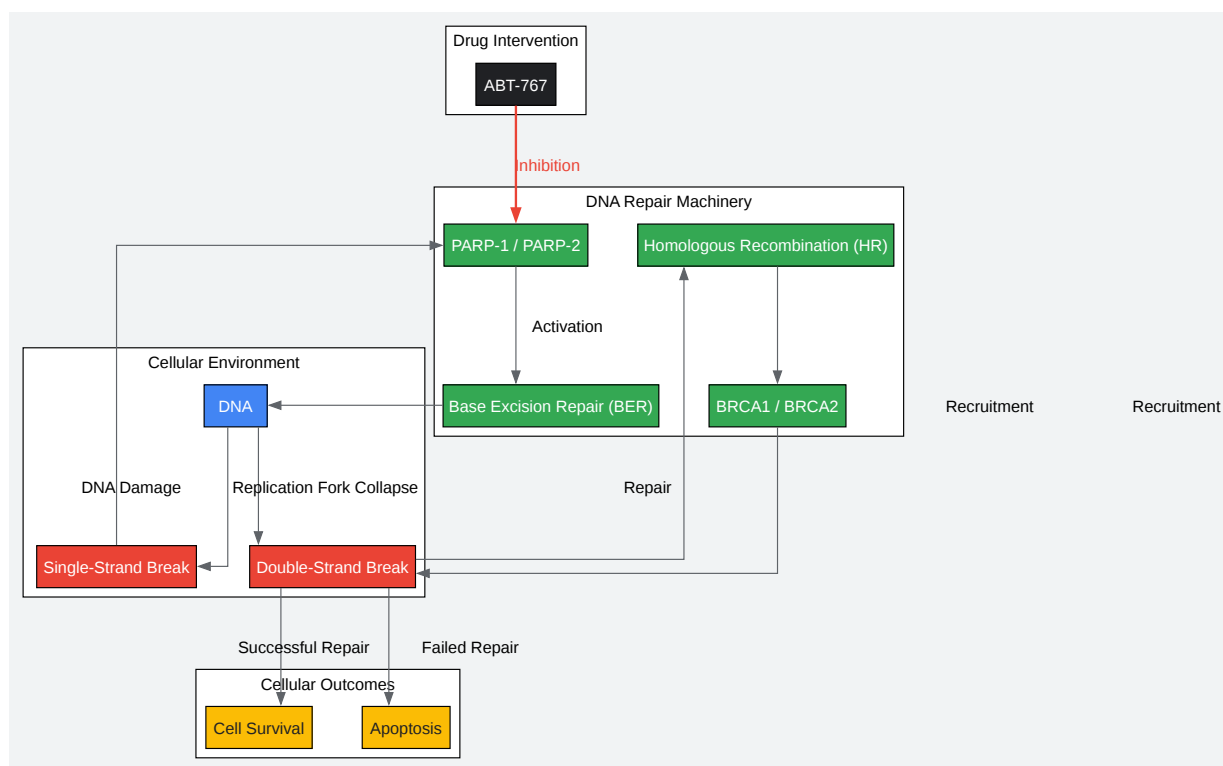 Drug Intervention
ABT-767
Inhibition
DNA Repair Machinery
PARP-1 / PARP-2
Homologous Recombination (HR)
Activation
Cellular Environment
DNA
Base Excision Repair (BER)
BRCA1 / BRCA2
Recruitment
Recruitment
DNA Damage
Replication Fork Collapse
Repair
Single-Strand Break
Double-Strand Break
Successful Repair
Failed Repair
Cellular Outcomes
Cell Survival
Apoptosis